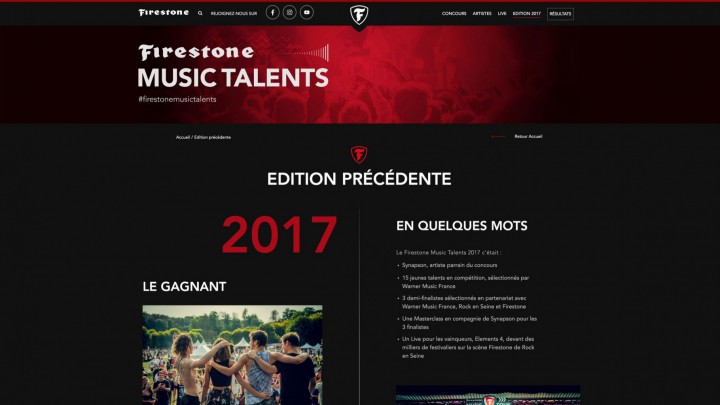 Firestone
REJOIGNEZ-NOUS SUR
CONCOURS ARTISTES LIVE EDITION 2017 RÉSULTATS
Firestone
MUSIC TALENTS
#firestonemusictalents
Accueil / Edition précédente
Retour Accueil
EDITION PRÉCÉDENTE
2017
LE GAGNANT
EN QUELQUES MOTS
Le Firestone Music Talents 2017 c'était :
• Synapson, artiste parrain du concours
• 15 jeunes talents en compétition, sélectionnés par
Warner Music France
• 3 demi-finalistes sélectionnés en partenariat avec
Warner Music France, Rock en Seine et Firestone
• Une Masterclass en compagnie de Synapson pour les
3 finalistes
• Un Live pour les vainqueurs, Elements 4, devant des
milliers de festivaliers sur la scène Firestone de Rock
en Seine
MUSIC TOUR